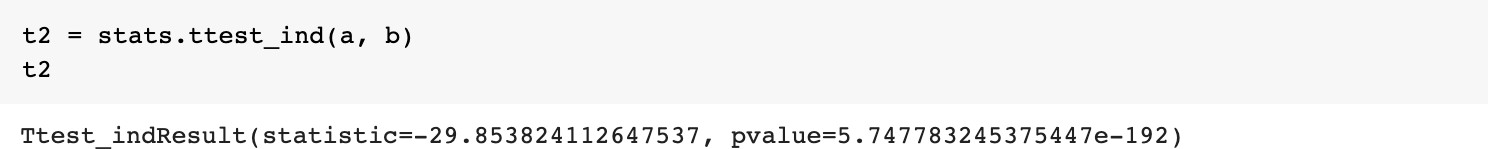 t2 = stats.ttest_ind(a, b)
t2
Ttest_indResult(statistic=-29.853824112647537, pvalue=5.747783245375447e-192)